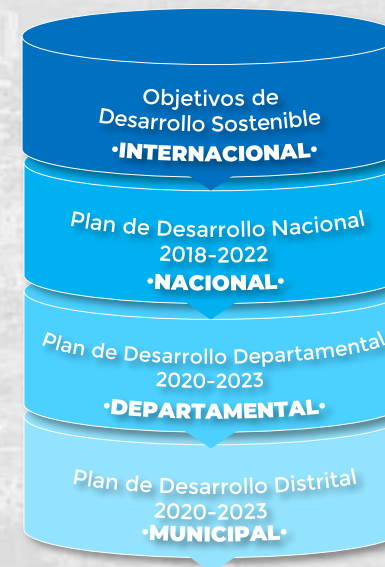 Objetivos de
Desarrollo Sostenible
•INTERNACIONAL•
Plan de Desarrollo Nacional
2018-2022
•NACIONAL•
Plan de Desarrollo Departamental
2020-2023
•DEPARTAMENTAL•
Plan de Desarrollo Distrital
2020-2023
•MUNICIPAL•